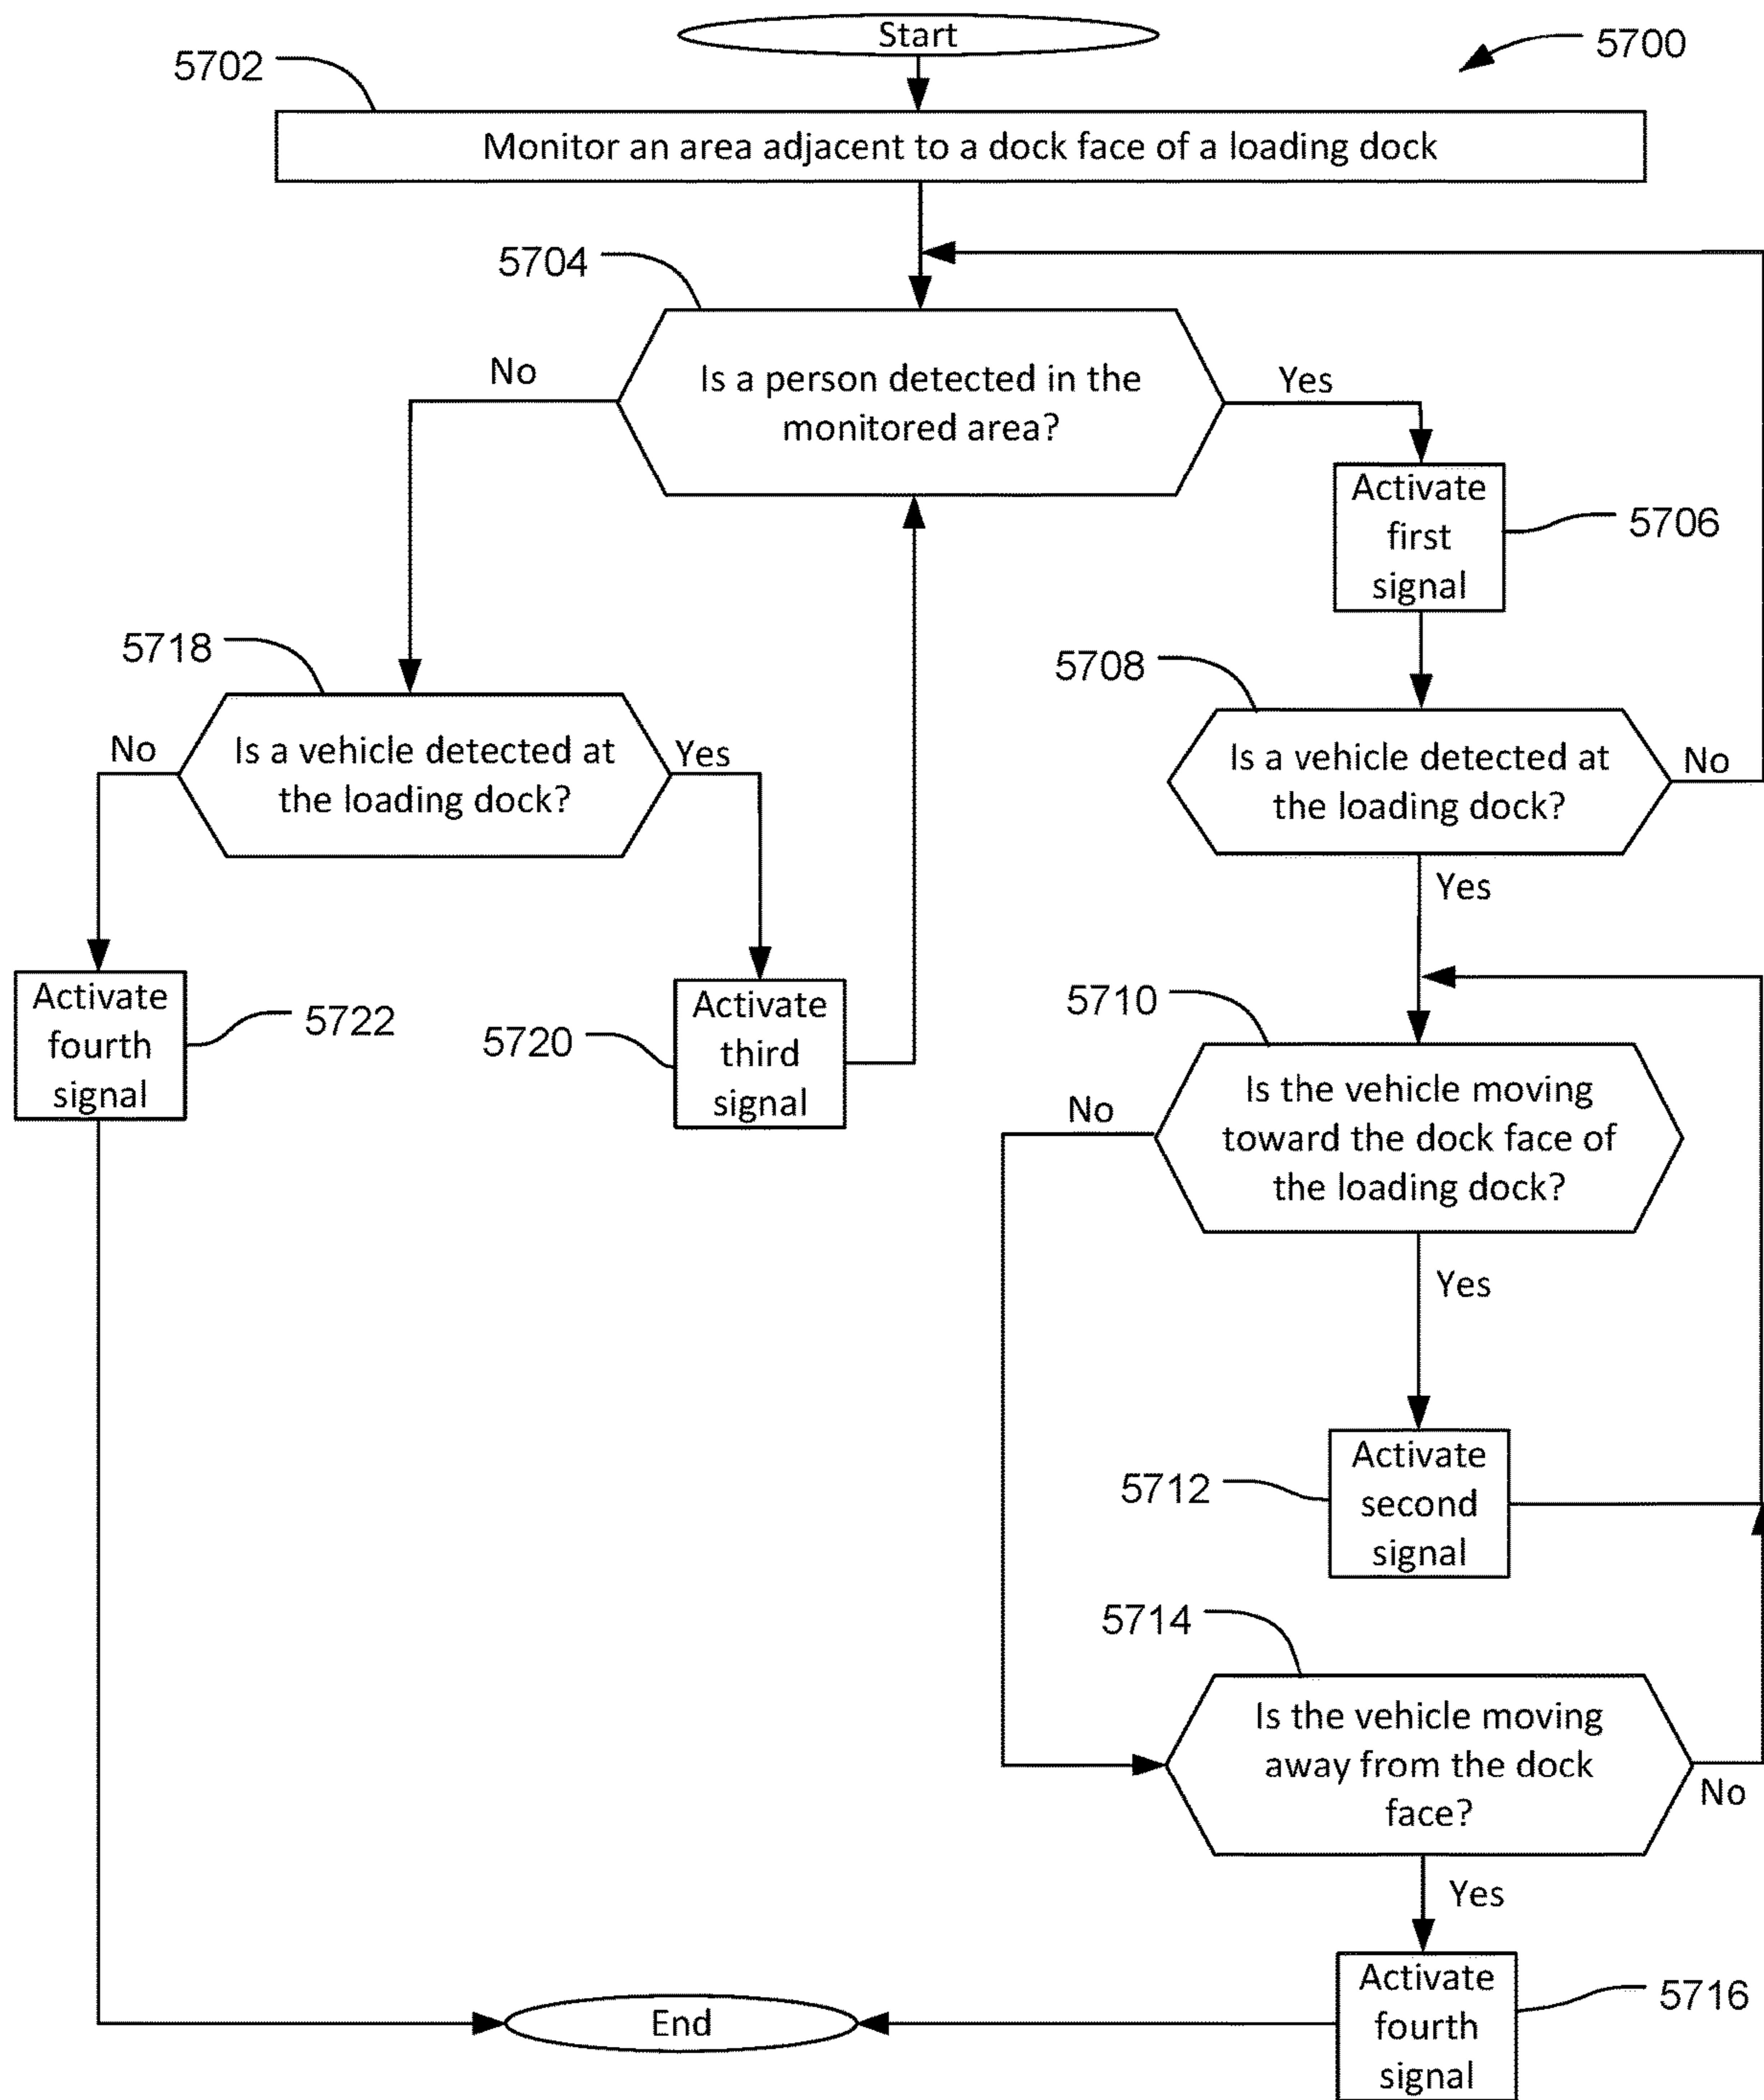 Start
5700
5702
Monitor an area adjacent to a dock face of a loading dock
5704
No
Is a person detected in the
monitored area?
Yes
Activate
first
signal
5706
5718
5708
No
Is a vehicle detected at
the loading dock?
Yes
Is a vehicle detected at
the loading dock?
No
Yes
Activate
fourth
signal
5722
5720
Activate
third
signal
5710
No
Is the vehicle moving
toward the dock face of
the loading dock?
Yes
5712
Activate
second
signal
5714
Is the vehicle moving
away from the dock
face?
No
Yes
End
Activate
fourth
signal
5716